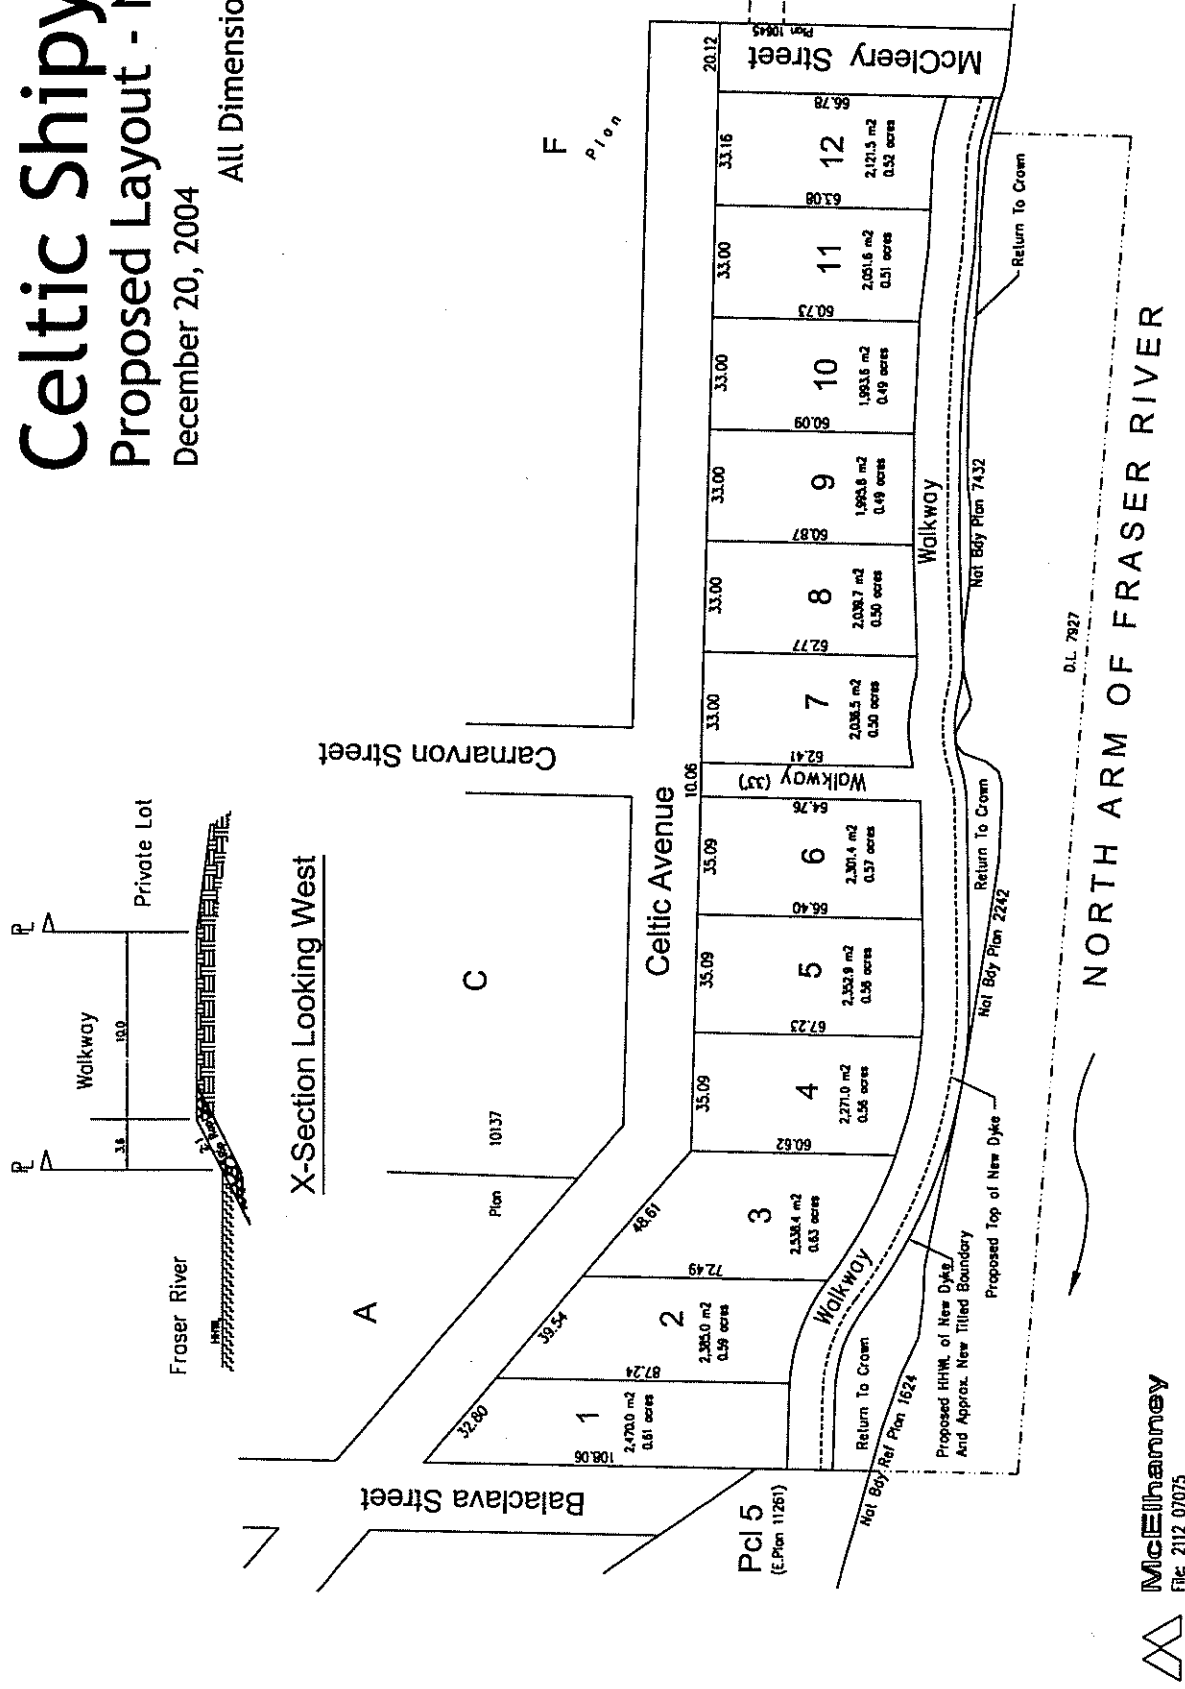 Celtic Shipy
Proposed Layout -
December 20, 2004
All Dimensio
Fraser River
Walkway
Private Lot
3.6
10.0
2:1
Rip Rap
HHWL
X-Section Looking West
A
Plan 10137
C
F
Plan
Balaclava Street
Carnarvon Street
Celtic Avenue
McCleery Street
Plan 10645
Pcl 5
(E.Plan 11261)
32.80
39.54
48.61
35.09
35.09
35.09
10.06
33.00
33.00
33.00
33.00
33.00
33.16
20.12
108.06
87.24
72.49
60.62
67.23
66.40
64.76
62.41
62.77
60.87
60.09
60.73
63.08
66.78
1
2,470.0 m2
0.61 acres
2
2,385.0 m2
0.59 acres
3
2,538.4 m2
0.63 acres
4
2,271.0 m2
0.56 acres
5
2,352.9 m2
0.58 acres
6
2,301.4 m2
0.57 acres
Walkway (33')
7
2,036.5 m2
0.50 acres
8
2,039.7 m2
0.50 acres
9
1,995.8 m2
0.49 acres
10
1,993.6 m2
0.49 acres
11
2,051.6 m2
0.51 acres
12
2,121.5 m2
0.52 acres
Walkway
Walkway
Return To Crown
Return To Crown
Return To Crown
Nat Bdy Ref Plan 1624
Nat Bdy Plan 2242
Nat Bdy Plan 7432
Proposed HHWL of New Dyke
And Approx. New Titled Boundary
Proposed Top of New Dyke
D.L. 7927
NORTH ARM OF FRASER RIVER
McElhanney
File: 2112 07075